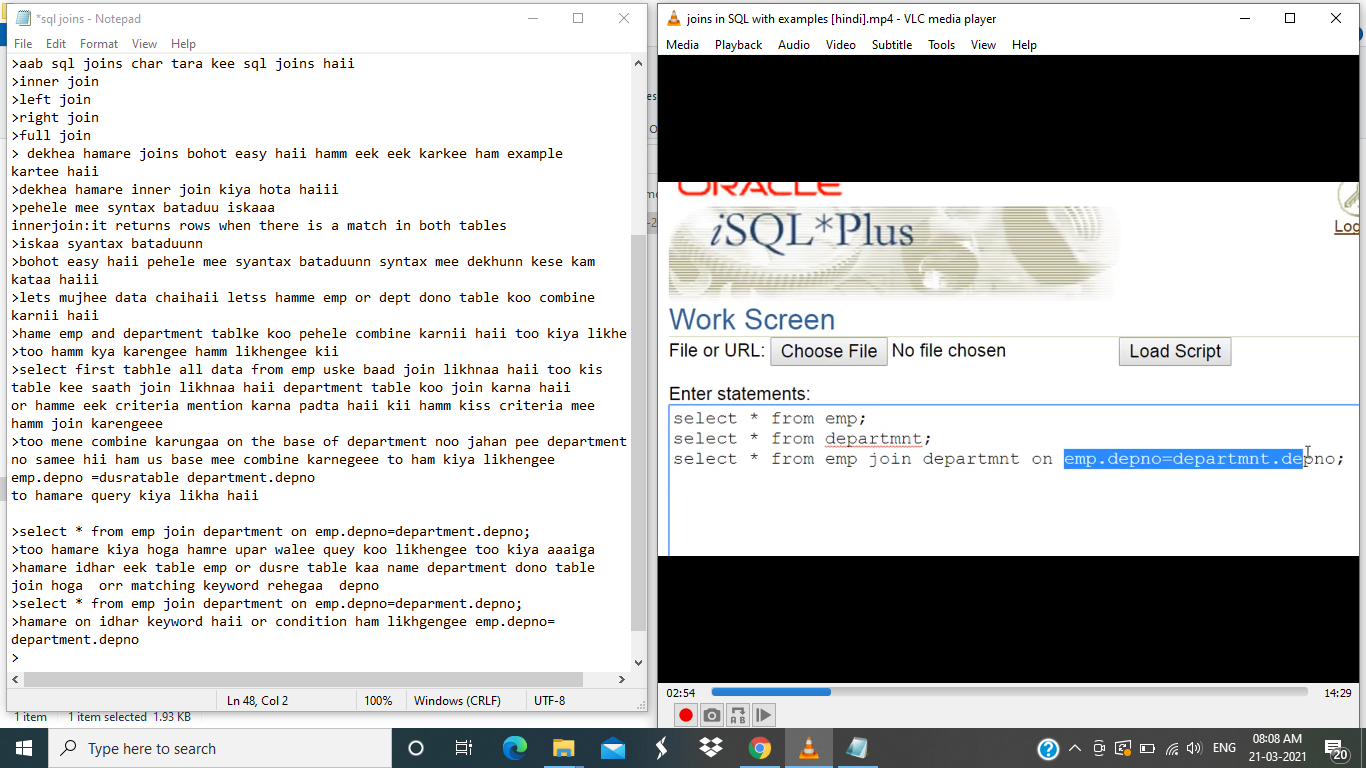 *sql joins - Notepad
File Edit Format View Help
>aab sql joins char tara kee sql joins haii
>inner join
>left join
>right join
>full join
> dekhea hamare joins bohot easy haii hamm eek eek karkee ham example
kartee haii
>dekhea hamare inner join kiya hota haiii
>pehele mee syntax bataduu iskaaa
innerjoin:it returns rows when there is a match in both tables
>iskaa syantax bataduunn
>bohot easy haii pehele mee syantax bataduunn syntax mee dekhunn kese kam
kataa haiii
>lets mujhee data chaihaii letss hamme emp or dept dono table koo combine
karnii haii
>hame emp and department tablke koo pehele combine karnii haii too kiya likhe
>too hamm kya karengee hamm likhengee kii
>select first tabhle all data from emp uske baad join likhnaa haii too kis
table kee saath join likhnaa haii department table koo join karna haii
or hamme eek criteria mention karna padta haii kii hamm kiss criteria mee
hamm join karengeee
>too mene combine karungaa on the base of department noo jahan pee department
no samee hii ham us base mee combine karnegeee to ham kiya likhengee
emp.depno =dusratable department.depno
to hamare query kiya likha haii
>select * from emp join department on emp.depno=department.depno;
>too hamare kiya hoga hamre upar walee quey koo likhengee too kiya aaaiga
>hamare idhar eek table emp or dusre table kaa name department dono table
join hoga  orr matching keyword rehegaa  depno
>select * from emp join department on emp.depno=deparment.depno;
>hamare on idhar keyword haii or condition ham likhgengee emp.depno=
department.depno
>
Ln 48, Col 2 100% Windows (CRLF) UTF-8
1 item 1 item selected 1.93 KB
joins in SQL with examples [hindi].mp4 - VLC media player
Media Playback Audio Video Subtitle Tools View Help
ORACLE
iSQL*Plus
Work Screen
File or URL: Choose File No file chosen Load Script
Enter statements:
select * from emp;
select * from departmnt;
select * from emp join departmnt on emp.depno=departmnt.depno;
02:54 14:29
Type here to search
ENG
08:08 AM
21-03-2021
20